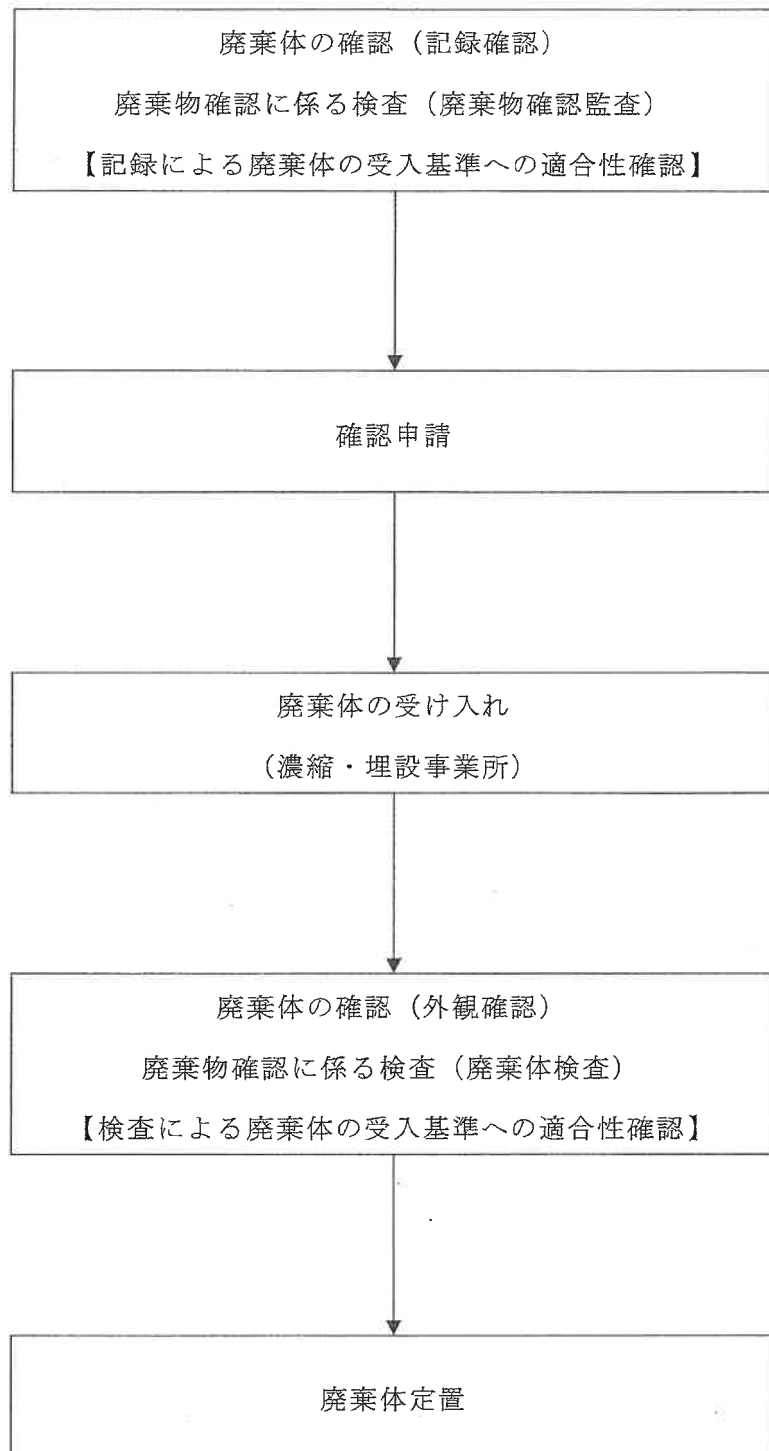 廃棄体の確認（記録確認）
廃棄物確認に係る検査（廃棄物確認監査）
【記録による廃棄体の受入基準への適合性確認】
確認申請
廃棄体の受け入れ
（濃縮・埋設事業所）
廃棄体の確認（外観確認）
廃棄物確認に係る検査（廃棄体検査）
【検査による廃棄体の受入基準への適合性確認】
廃棄体定置